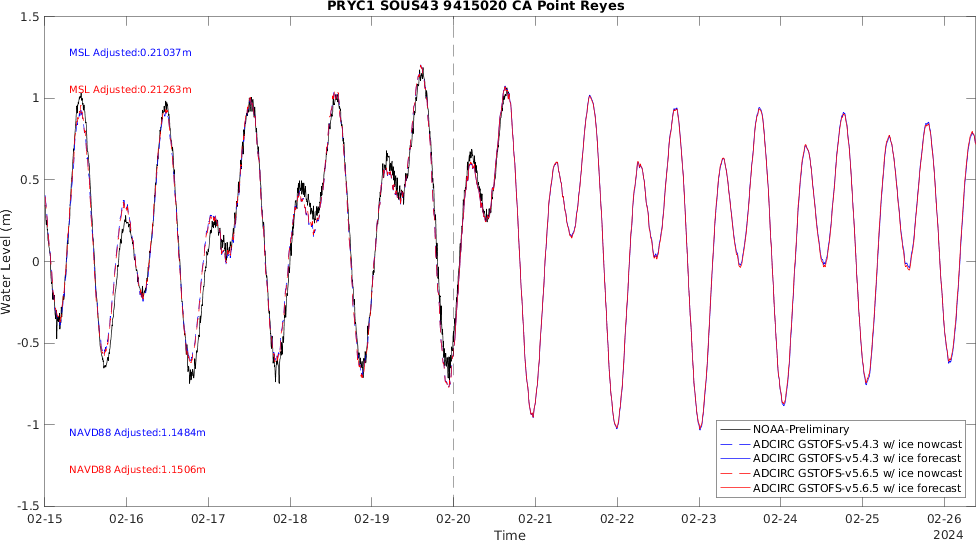 PRYC1 SOUS43 9415020 CA Point Reyes
MSL Adjusted:0.21037m
MSL Adjusted:0.21263m
NAVD88 Adjusted:1.1484m
NAVD88 Adjusted:1.1506m
Water Level (m)
1.5
1
0.5
0
-0.5
-1
-1.5
NOAA-Preliminary
ADCIRC GSTOFS-v5.4.3 w/ ice nowcast
ADCIRC GSTOFS-v5.4.3 w/ ice forecast
ADCIRC GSTOFS-v5.6.5 w/ ice nowcast
ADCIRC GSTOFS-v5.6.5 w/ ice forecast
02-15 02-16 02-17 02-18 02-19 02-20 02-21 02-22 02-23 02-24 02-25 02-26
Time
2024